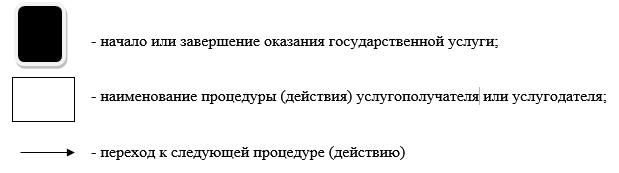 - начало или завершение оказания государственной услуги;
- наименование процедуры (действия) услугополучателя или услугодателя;
- переход к следующей процедуре (действию)